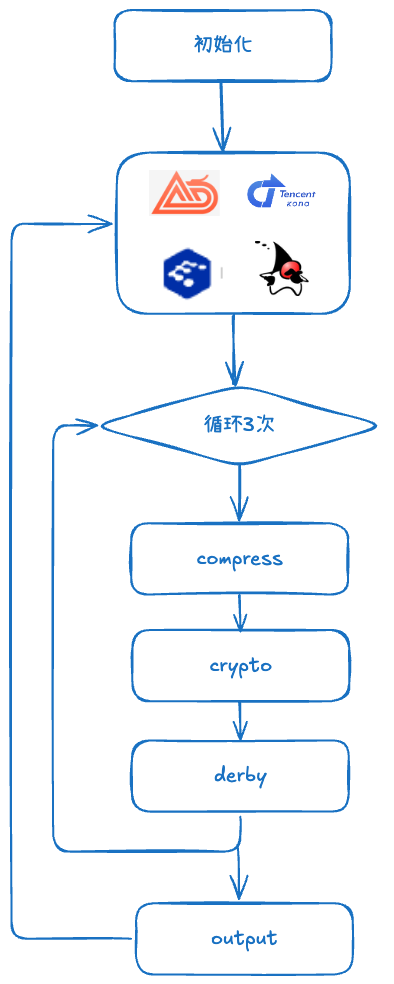 初始化
Tencent
Kona
循环3次
compress
crypto
derby
output